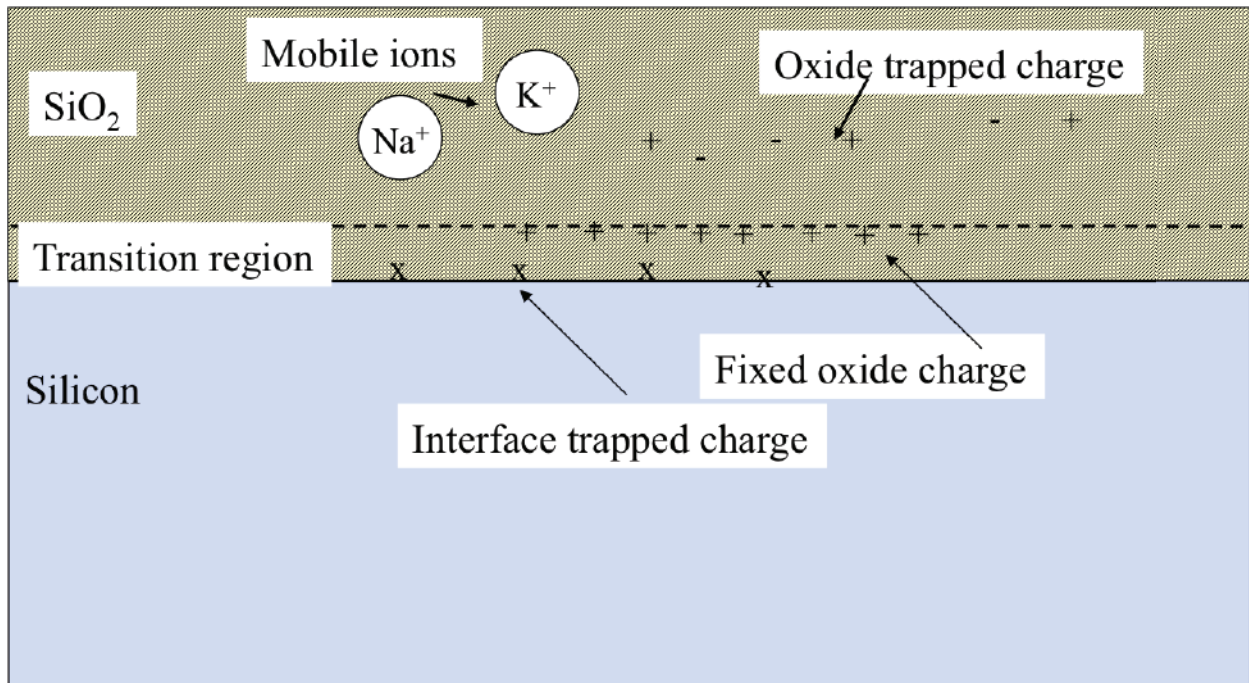 Mobile ions
Oxide trapped charge
SiO₂
K⁺
Na⁺
+ - + - +
-
+ + + + + + + +
Transition region
x x x x
Fixed oxide charge
Silicon
Interface trapped charge